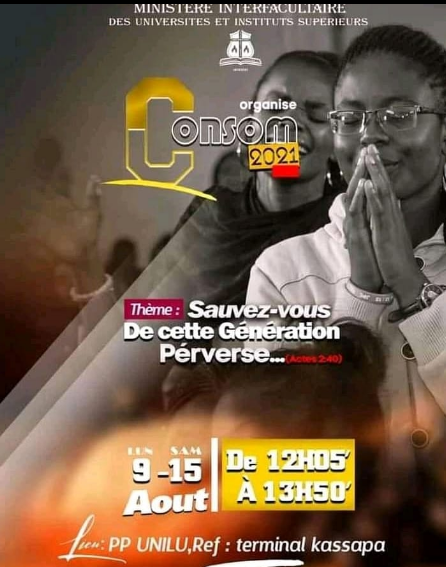 MINISTERE INTERFACULTAIRE
DES UNIVERSITES ET INSTITUTS SUPERIEURS
organise
Consom
2021
Thème : Sauvez-vous
De cette Génération
Pérverse...(Actes 2:40)
LUN SAM
9-15
Aout
De 12H05'
À 13H50'
Lieu: PP UNILU,Ref : terminal kassapa